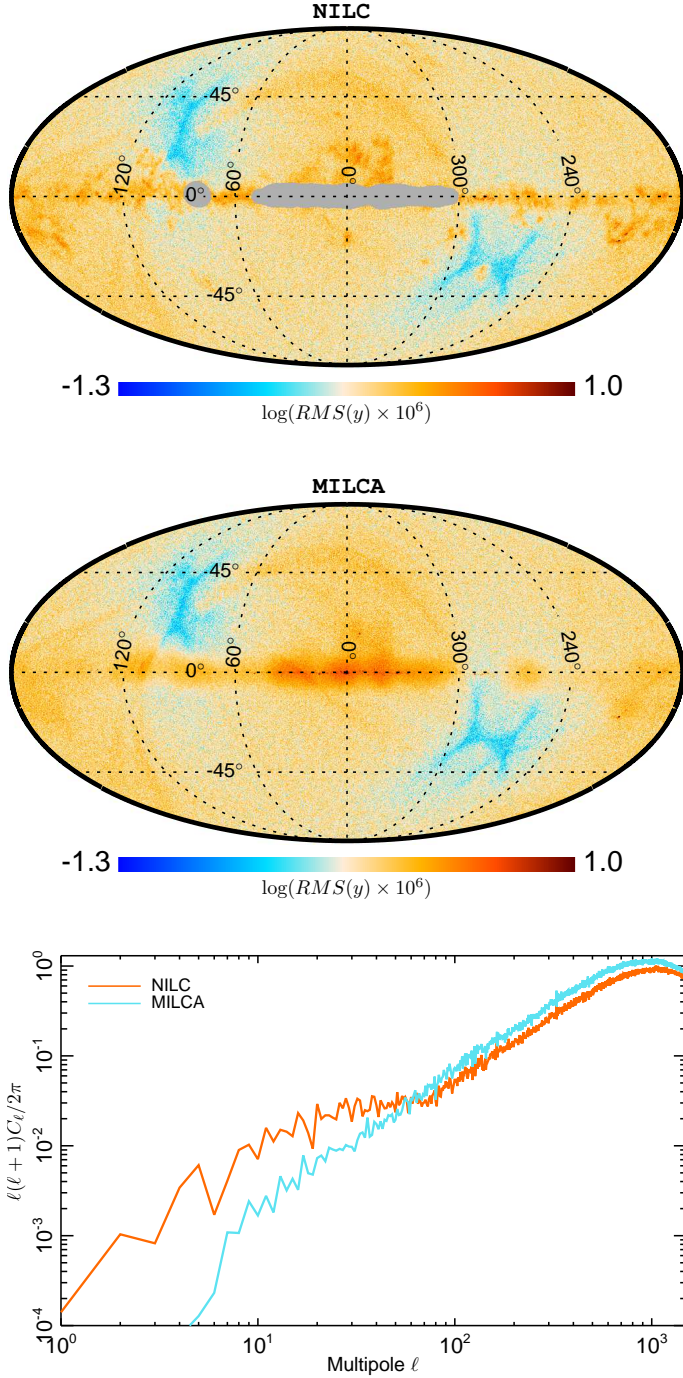 NILC
45°
120°
60°
0°
0°
300°
240°
-45°
-1.3
1.0
log(RMS(y) × 10⁶)
MILCA
45°
120°
60°
0°
0°
300°
240°
-45°
-1.3
1.0
log(RMS(y) × 10⁶)
NILC
MILCA
ℓ(ℓ+1)C_ℓ/2π
10⁰
10⁻¹
10⁻²
10⁻³
10⁻⁴
10⁰ 10¹ 10² 10³
Multipole ℓ